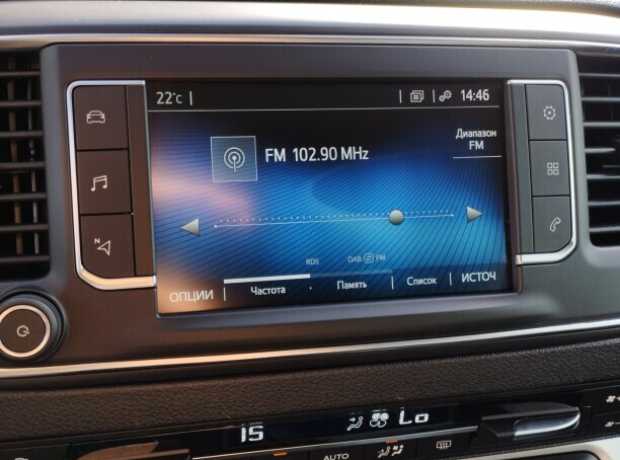 22°C
14:46
FM 102.90 MHz
Диапазон
FM
N
RDS
DAB FM
ОПЦИИ
Частота
Память
Список
ИСТОЧ
15
Lo
AUTO